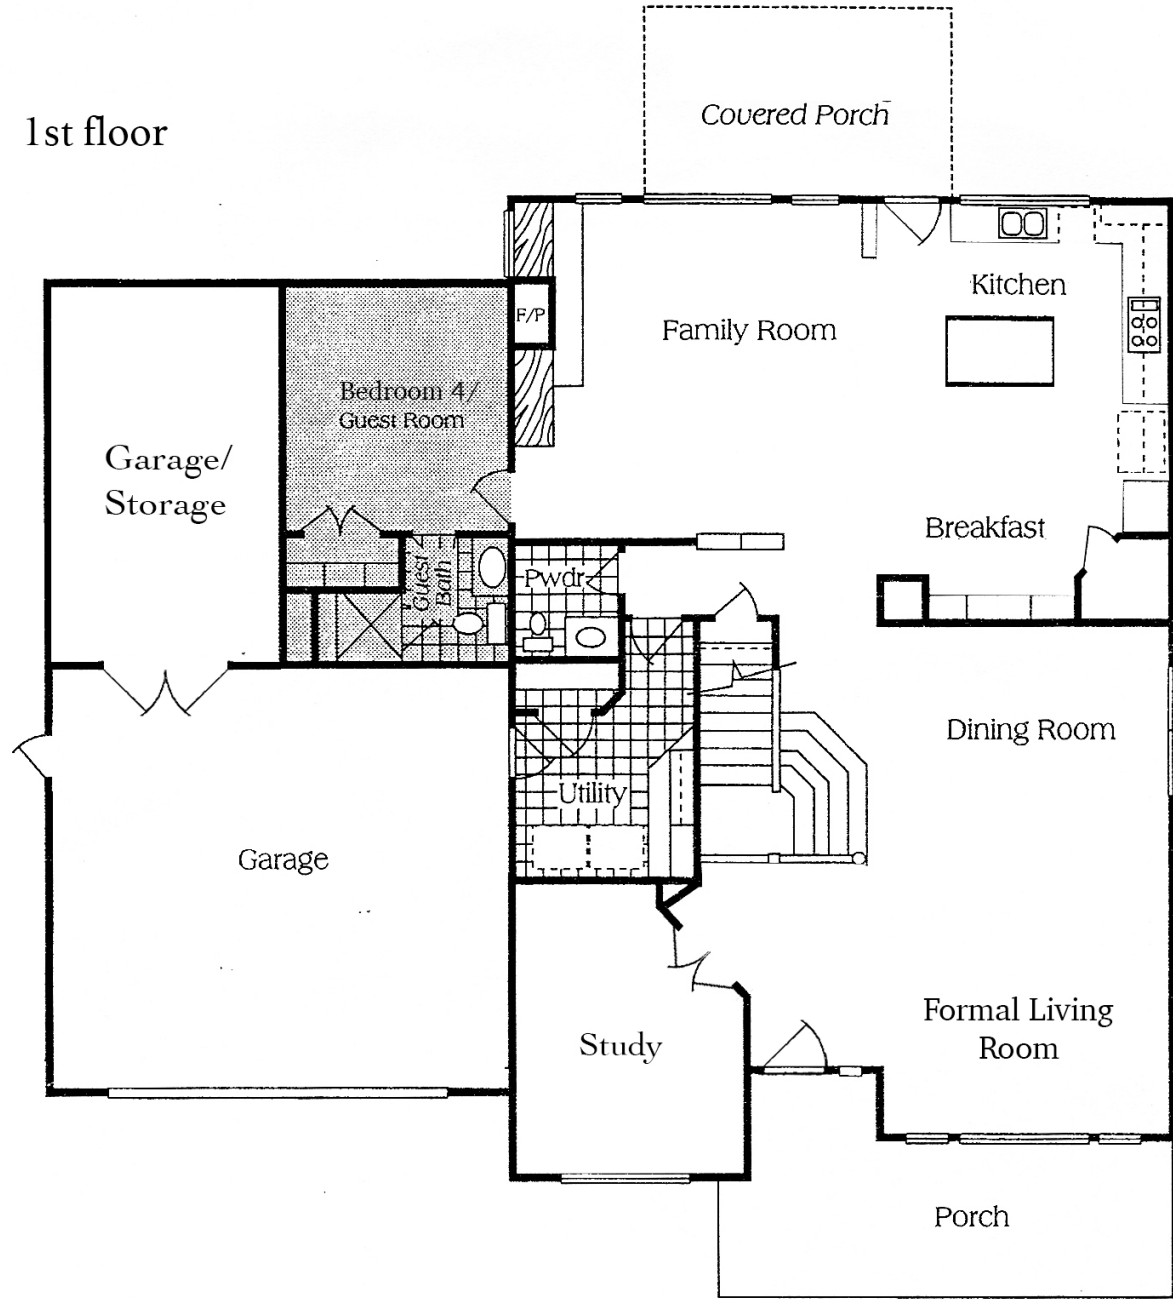 Covered Porch
1st floor
Kitchen
F/P
Family Room
Bedroom 4/
Guest Room
Garage/
Storage
Breakfast
Guest
Bath
Pwdr
Dining Room
Utility
Garage
Formal Living
Room
Study
Porch